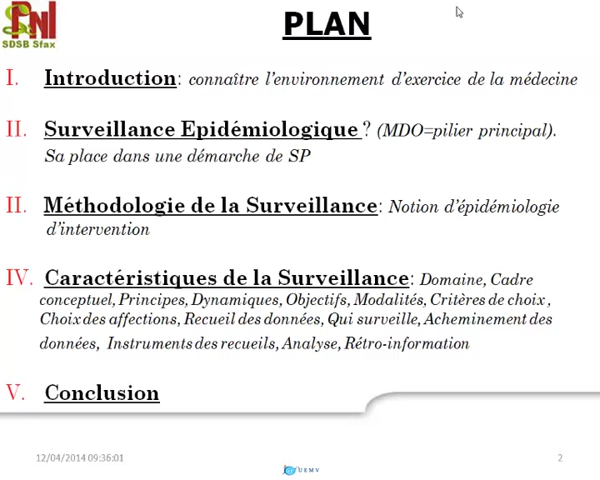 PNI
SDSB Sfax
PLAN
I. Introduction: connaître l'environnement d'exercice de la médecine
II. Surveillance Epidémiologique ? (MDO=pilier principal).
Sa place dans une démarche de SP
II. Méthodologie de la Surveillance: Notion d'épidémiologie
d'intervention
IV. Caractéristiques de la Surveillance: Domaine, Cadre
conceptuel, Principes, Dynamiques, Objectifs, Modalités, Critères de choix ,
Choix des affections, Recueil des données, Qui surveille, Acheminement des
données, Instruments des recueils, Analyse, Rétro-information
V. Conclusion
12/04/2014 09:36:01
2
UEMV